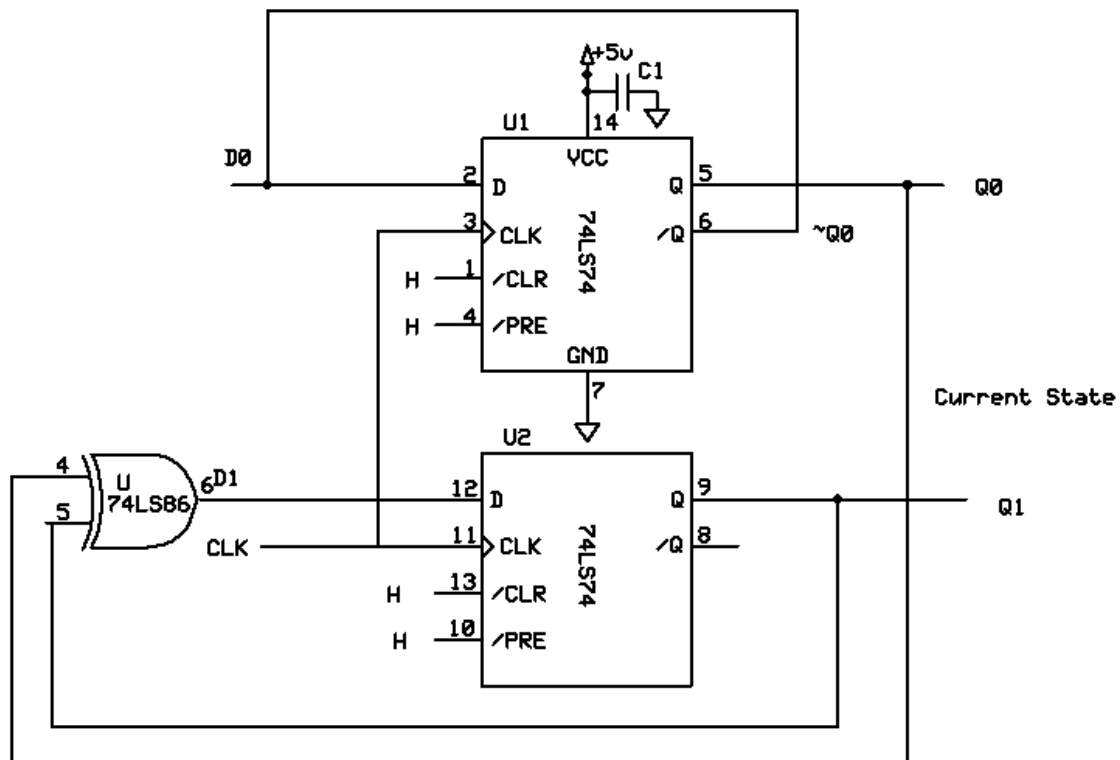 +5v
C1
U1
14
VCC
D0
2
D
Q
5
Q0
3
CLK
74LS74
/Q
6
~Q0
H
1
/CLR
H
4
/PRE
GND
7
Current State
U2
4
U
6
D1
12
D
Q
9
74LS86
Q1
5
CLK
11
CLK
74LS74
/Q
8
H
13
/CLR
H
10
/PRE